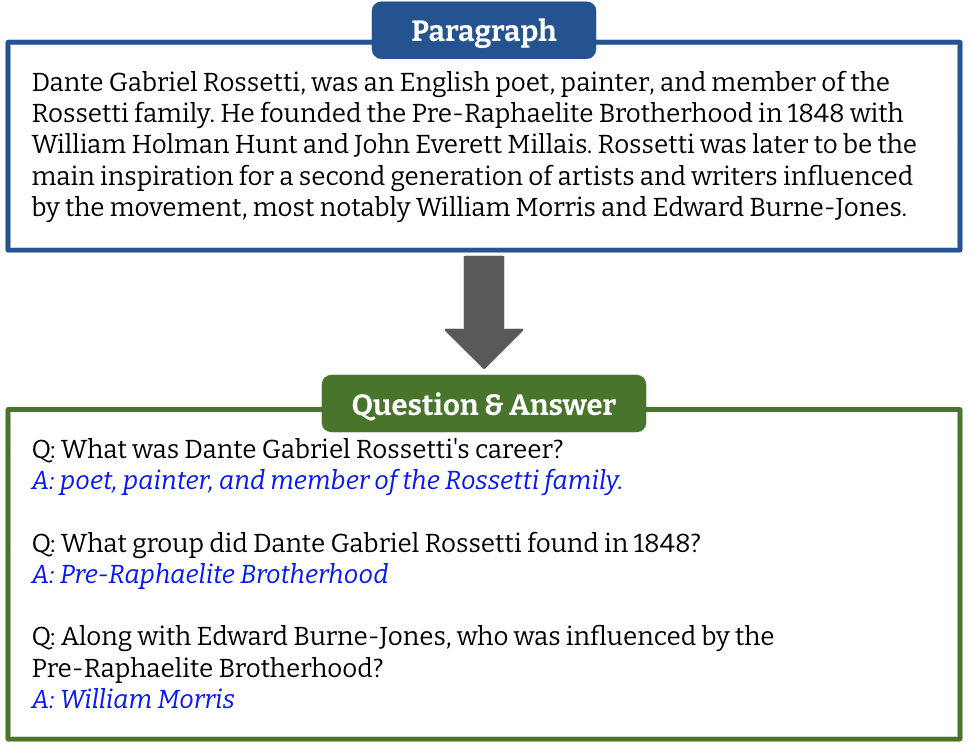 Paragraph
Dante Gabriel Rossetti, was an English poet, painter, and member of the
Rossetti family. He founded the Pre-Raphaelite Brotherhood in 1848 with
William Holman Hunt and John Everett Millais. Rossetti was later to be the
main inspiration for a second generation of artists and writers influenced
by the movement, most notably William Morris and Edward Burne-Jones.
Question & Answer
Q: What was Dante Gabriel Rossetti's career?
A: poet, painter, and member of the Rossetti family.
Q: What group did Dante Gabriel Rossetti found in 1848?
A: Pre-Raphaelite Brotherhood
Q: Along with Edward Burne-Jones, who was influenced by the
Pre-Raphaelite Brotherhood?
A: William Morris